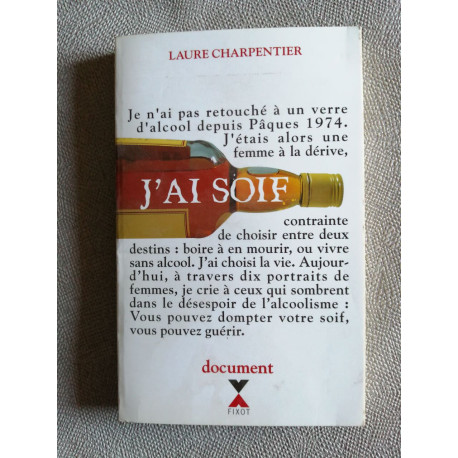 LAURE CHARPENTIER
Je n'ai pas retouché à un verre
d'alcool depuis Pâques 1974.
J'étais alors une
femme à la dérive,
J'AI SOIF
contrainte
de choisir entre deux
destins : boire à en mourir, ou vivre
sans alcool. J'ai choisi la vie. Aujour-
d'hui, à travers dix portraits de
femmes, je crie à ceux qui sombrent
dans le désespoir de l'alcoolisme :
Vous pouvez dompter votre soif,
vous pouvez guérir.
document
FIXOT